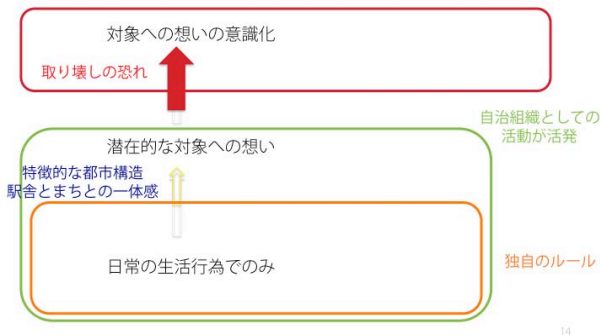 対象への想いの意識化
取り壊しの恐れ
自治組織としての
活動が活発
潜在的な対象への想い
特徴的な都市構造
駅舎とまちとの一体感
独自のルール
日常の生活行為でのみ
14